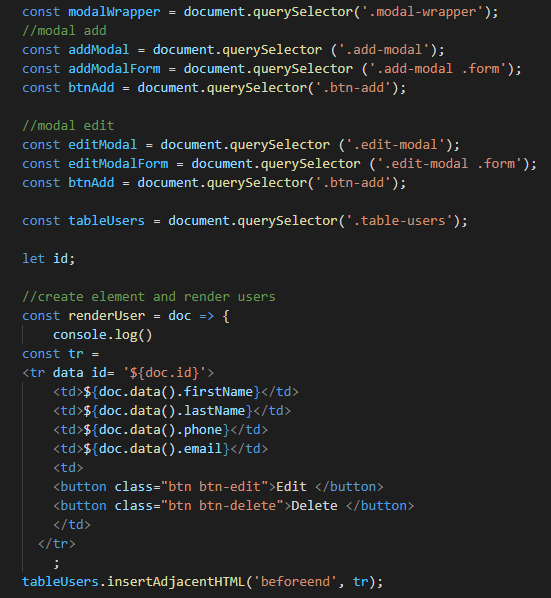 const modalWrapper = document.querySelector('.modal-wrapper');
//modal add
const addModal = document.querySelector ('.add-modal');
const addModalForm = document.querySelector ('.add-modal .form');
const btnAdd = document.querySelector('.btn-add');
//modal edit
const editModal = document.querySelector ('.edit-modal');
const editModalForm = document.querySelector ('.edit-modal .form');
const btnAdd = document.querySelector('.btn-add');
const tableUsers = document.querySelector('.table-users');
let id;
//create element and render users
const renderUser = doc => {
console.log()
const tr =
<tr data id= '${doc.id}'>
<td>${doc.data().firstName}</td>
<td>${doc.data().lastName}</td>
<td>${doc.data().phone}</td>
<td>${doc.data().email}</td>
<td>
<button class="btn btn-edit">Edit </button>
<button class="btn btn-delete">Delete </button>
</td>
</tr>
;
tableUsers.insertAdjacentHTML('beforeend', tr);